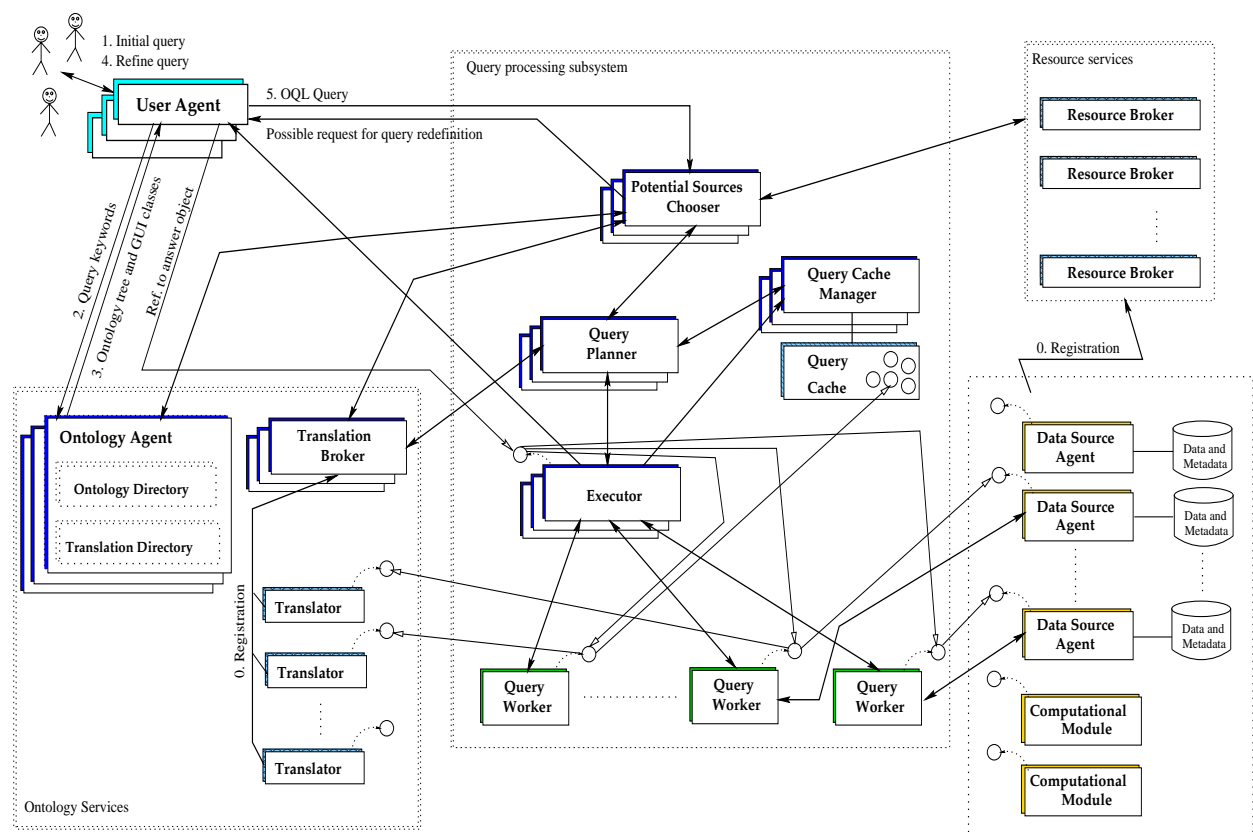 1. Initial query
4. Refine query
User Agent
5. OQL Query
Possible request for query redefinition
2. Query keywords
3. Ontology tree and GUI classes
Ref. to answer object
Query processing subsystem
Potential Sources
Chooser
Query Cache
Manager
Query
Cache
Query
Planner
Executor
Query
Worker
Query
Worker
Query
Worker
Resource services
Resource Broker
Resource Broker
Resource Broker
0. Registration
Data Source
Agent
Data and
Metadata
Data Source
Agent
Data and
Metadata
Data Source
Agent
Data and
Metadata
Computational
Module
Computational
Module
Ontology Agent
Ontology Directory
Translation Directory
Translation
Broker
0. Registration
Translator
Translator
Translator
Ontology Services